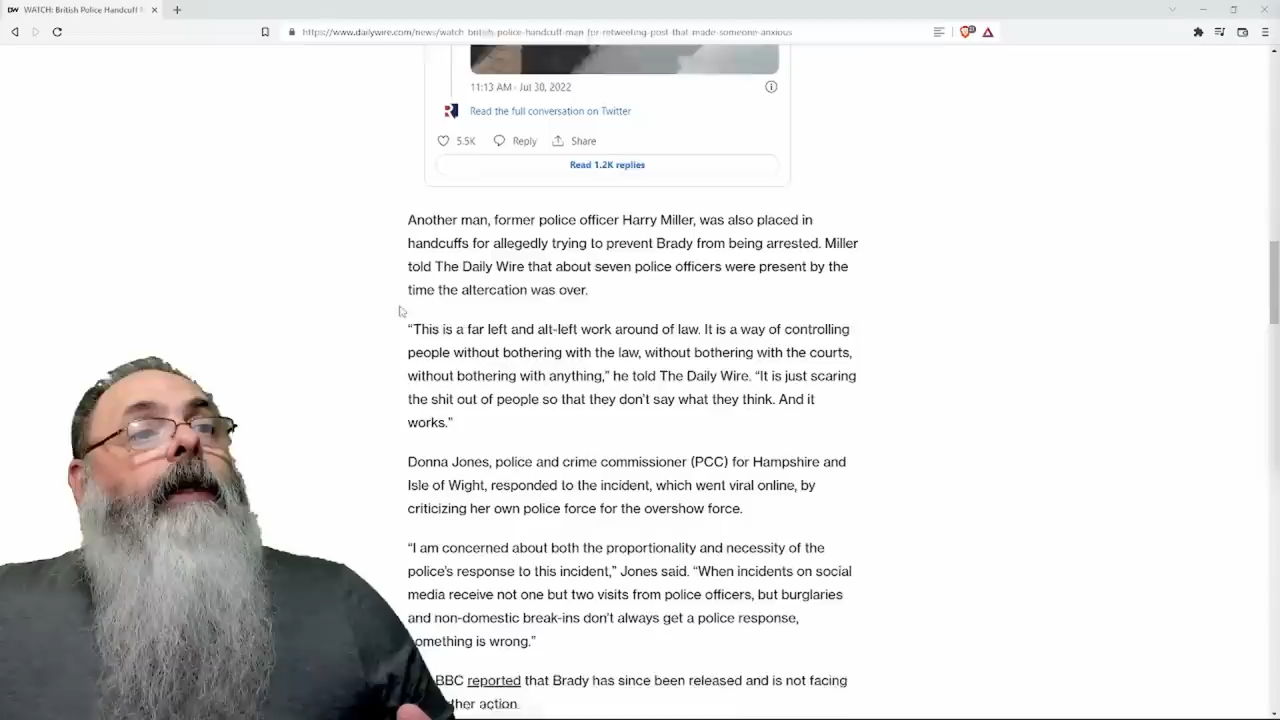 DW WATCH: British Police Handcuff
https://www.dailywire.com/news/watch-british-police-handcuff-man-for-retweeting-post-that-made-someone-anxious
11:13 AM · Jul 30, 2022
Read the full conversation on Twitter
5.5K Reply Share
Read 1.2K replies
Another man, former police officer Harry Miller, was also placed in
handcuffs for allegedly trying to prevent Brady from being arrested. Miller
told The Daily Wire that about seven police officers were present by the
time the altercation was over.
“This is a far left and alt-left work around of law. It is a way of controlling
people without bothering with the law, without bothering with the courts,
without bothering with anything,” he told The Daily Wire. “It is just scaring
the shit out of people so that they don’t say what they think. And it
works.”
Donna Jones, police and crime commissioner (PCC) for Hampshire and
Isle of Wight, responded to the incident, which went viral online, by
criticizing her own police force for the overshow force.
“I am concerned about both the proportionality and necessity of the
police’s response to this incident,” Jones said. “When incidents on social
media receive not one but two visits from police officers, but burglaries
and non-domestic break-ins don’t always get a police response,
omething is wrong.”
BBC reported that Brady has since been released and is not facing
ther action.